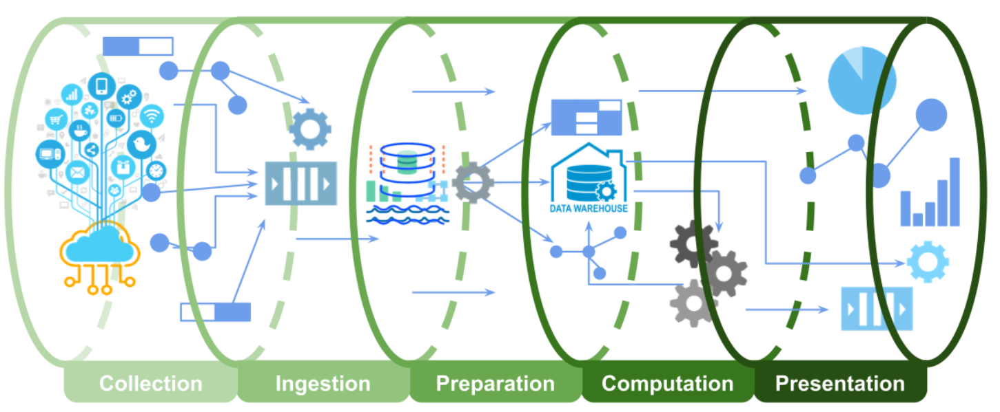 DATA WAREHOUSE
Collection
Ingestion
Preparation
Computation
Presentation